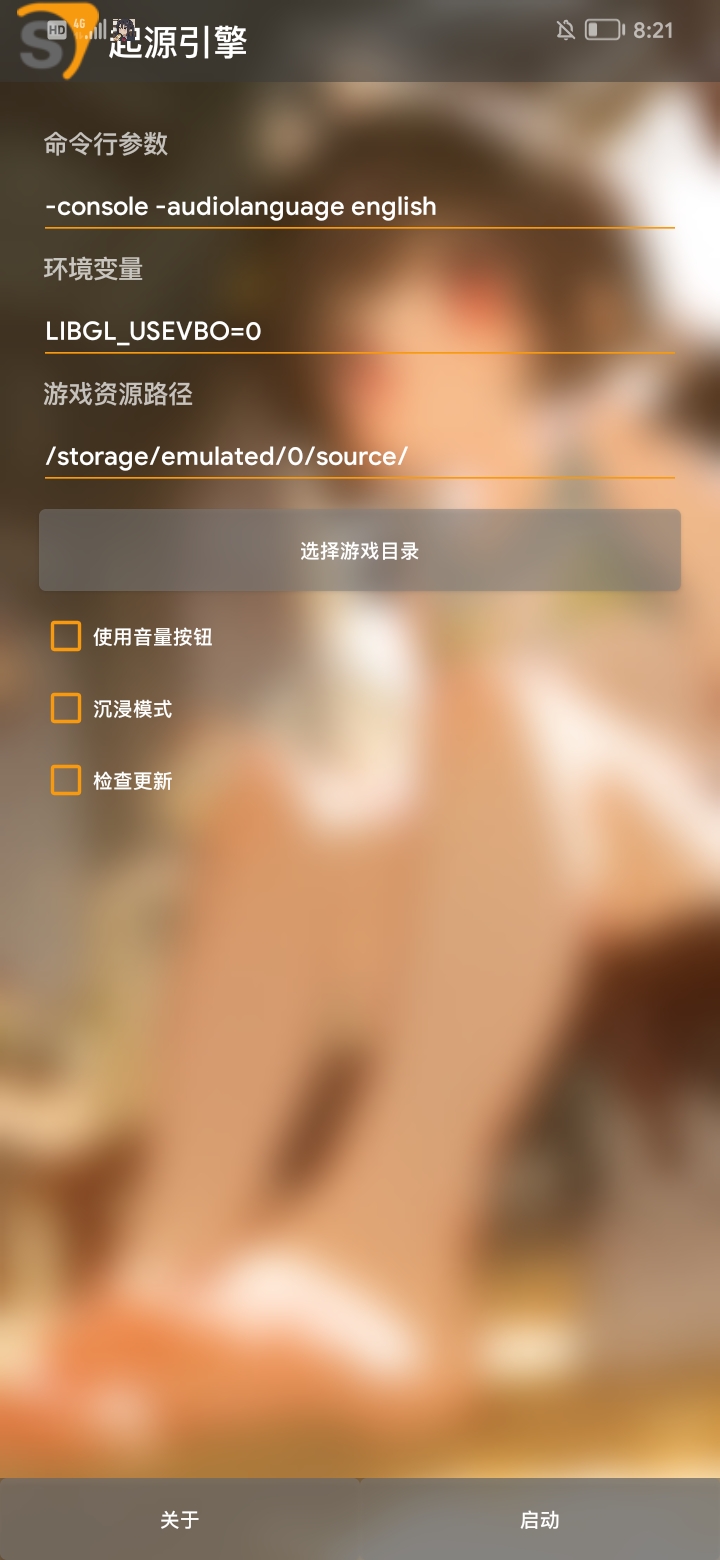 HD 4G 8:21
起源引擎
命令行参数
-console -audiolanguage english
环境变量
LIBGL_USEVBO=0
游戏资源路径
/storage/emulated/0/source/
选择游戏目录
使用音量按钮
沉浸模式
检查更新
关于
启动